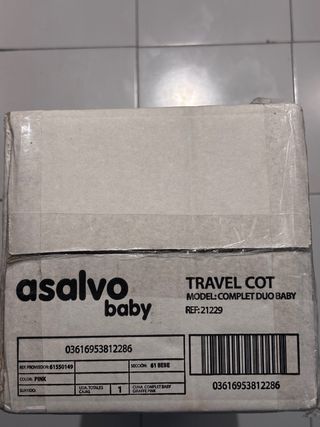 asalvo
baby
TRAVEL COT
MODEL: COMPLET DUO BABY
REF: 21229
03616953812286
REF. PROVEEDOR: 61550149
SECCIÓN: 61 BEBE
COLOR: PINK
SURTIDO:
UDA. TOTALES
CAJAS
1
CUNA COMPLET BABY
GIRAFFE PINK
03616953812286